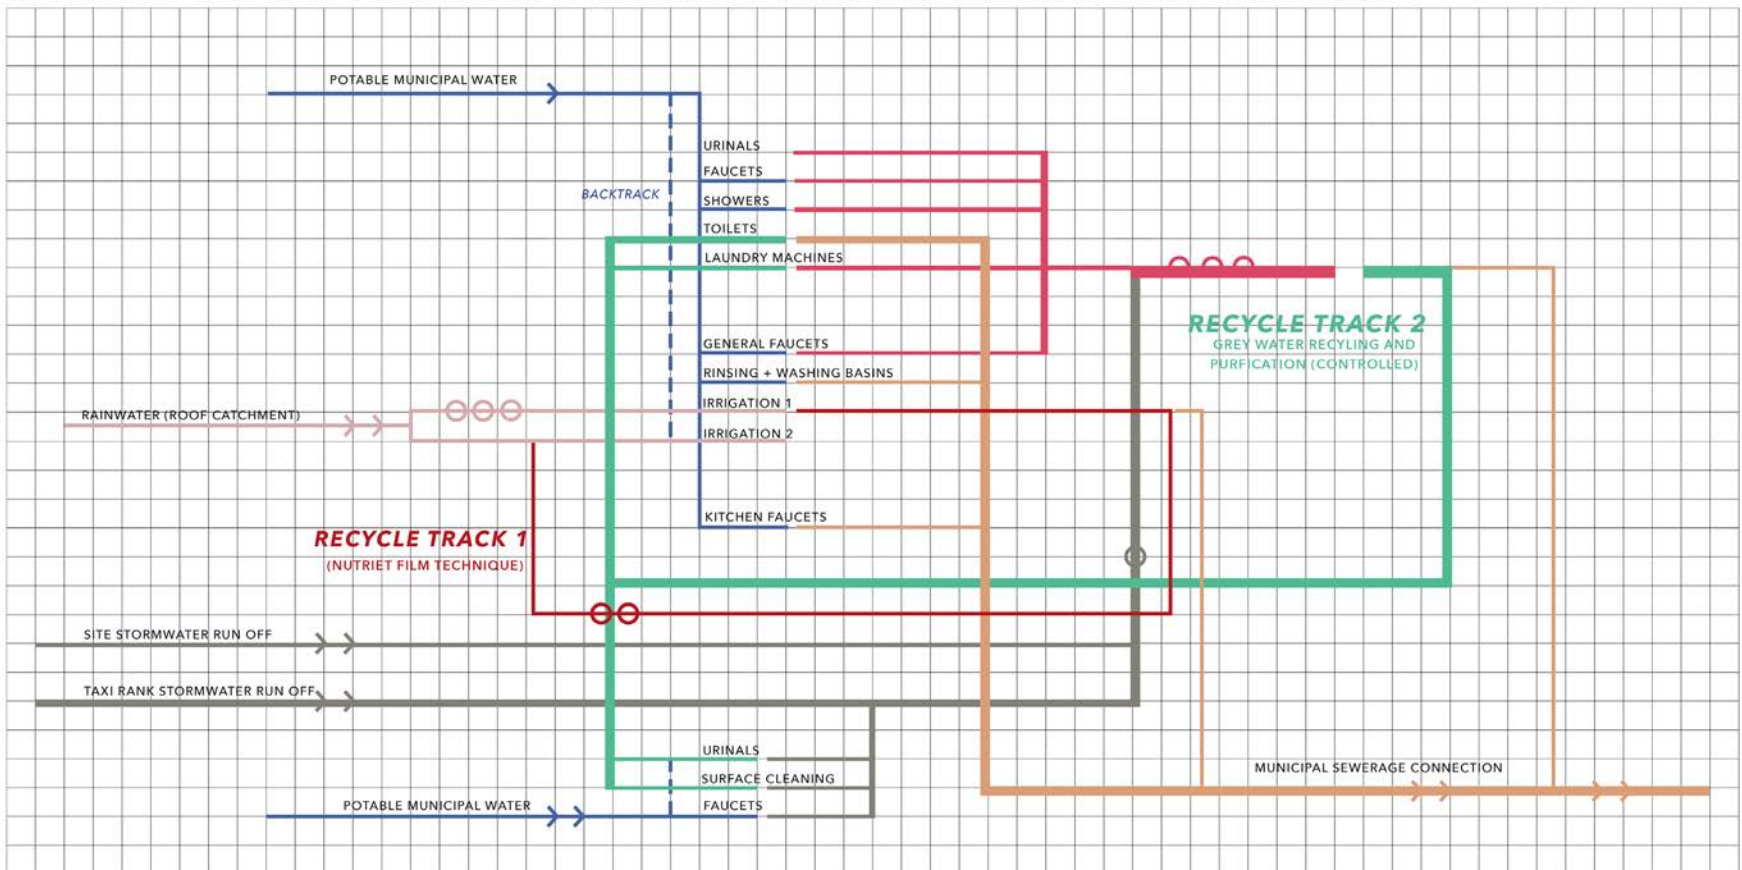 POTABLE MUNICIPAL WATER
URINALS
FAUCETS
BACKTRACK
SHOWERS
TOILETS
LAUNDRY MACHINES
RECYCLE TRACK 2
GREY WATER RECYLING AND
PURFICATION (CONTROLLED)
GENERAL FAUCETS
RINSING + WASHING BASINS
IRRIGATION 1
RAINWATER (ROOF CATCHMENT)
IRRIGATION 2
KITCHEN FAUCETS
RECYCLE TRACK 1
(NUTRIET FILM TECHNIQUE)
SITE STORMWATER RUN OFF
TAXI RANK STORMWATER RUN OFF
URINALS
MUNICIPAL SEWERAGE CONNECTION
SURFACE CLEANING
POTABLE MUNICIPAL WATER
FAUCETS